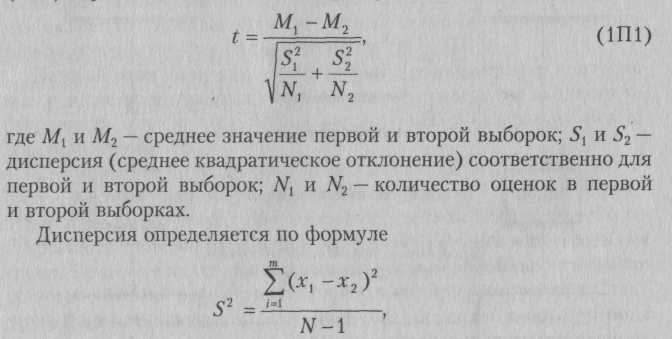 t = \frac{M_1 - M_2}{\sqrt{\frac{S_1^2}{N_1} + \frac{S_2^2}{N_2}}}, (1П1)
где M_1 и M_2 — среднее значение первой и второй выборок; S_1 и S_2 —
дисперсия (среднее квадратическое отклонение) соответственно для
первой и второй выборок; N_1 и N_2 — количество оценок в первой
и второй выборках.
Дисперсия определяется по формуле
S^2 = \frac{\sum_{i=1}^{m} (x_1 - x_2)^2}{N - 1},